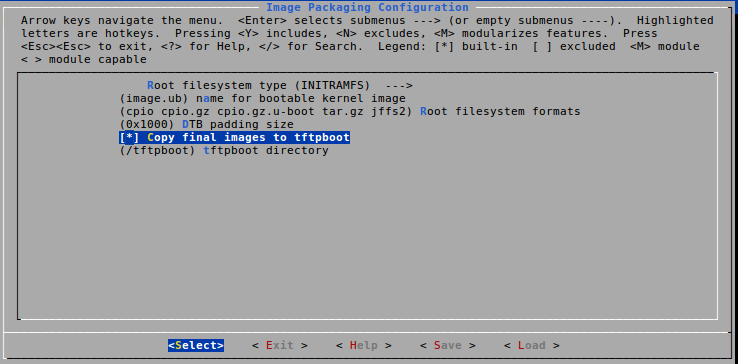 Image Packaging Configuration
Arrow keys navigate the menu.  <Enter> selects submenus ---> (or empty submenus ----).  Highlighted
letters are hotkeys.  Pressing <Y> includes, <N> excludes, <M> modularizes features.  Press
<Esc><Esc> to exit, <?> for Help, </> for Search.  Legend: [*] built-in  [ ] excluded  <M> module
< > module capable
Root filesystem type (INITRAMFS)  --->
(image.ub) name for bootable kernel image
(cpio cpio.gz cpio.gz.u-boot tar.gz jffs2) Root filesystem formats
(0x1000) DTB padding size
[*] Copy final images to tftpboot
(/tftpboot) tftpboot directory
<Select>    < Exit >    < Help >    < Save >    < Load >